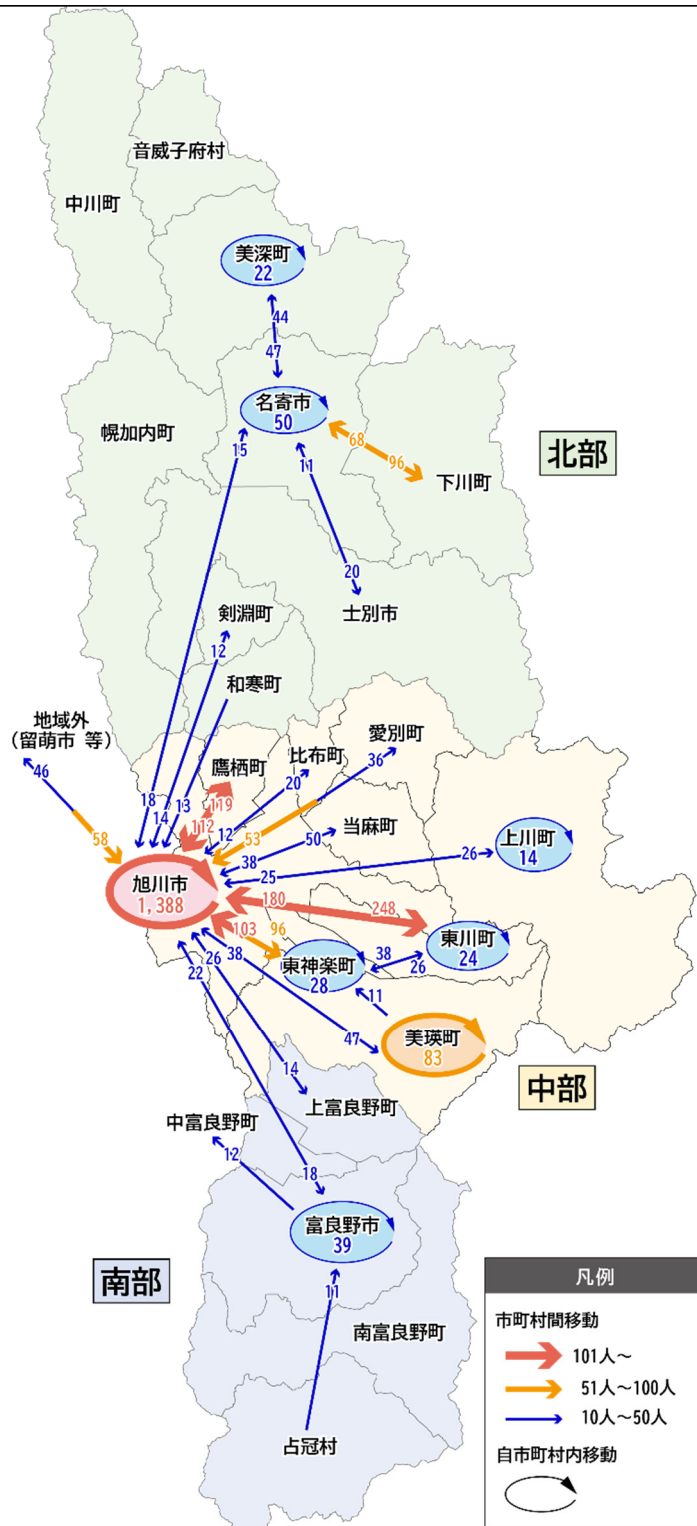 音威子府村
中川町
美深町
22
44
47
名寄市
50
幌加内町
15
11
68
96
下川町
北部
20
士別市
剣淵町
12
和寒町
地域外
(留萌市 等)
愛別町
比布町
36
鷹栖町
46
20
119
18
14
13
112
12
53
当麻町
58
50
38
上川町
26
14
25
旭川市
1,388
180
248
103
96
東川町
24
38
26
東神楽町
28
22
26
38
11
47
美瑛町
83
14
中部
上富良野町
中富良野町
12
18
富良野市
39
南部
11
南富良野町
占冠村
凡例
市町村間移動
101人～
51人～100人
10人～50人
自市町村内移動